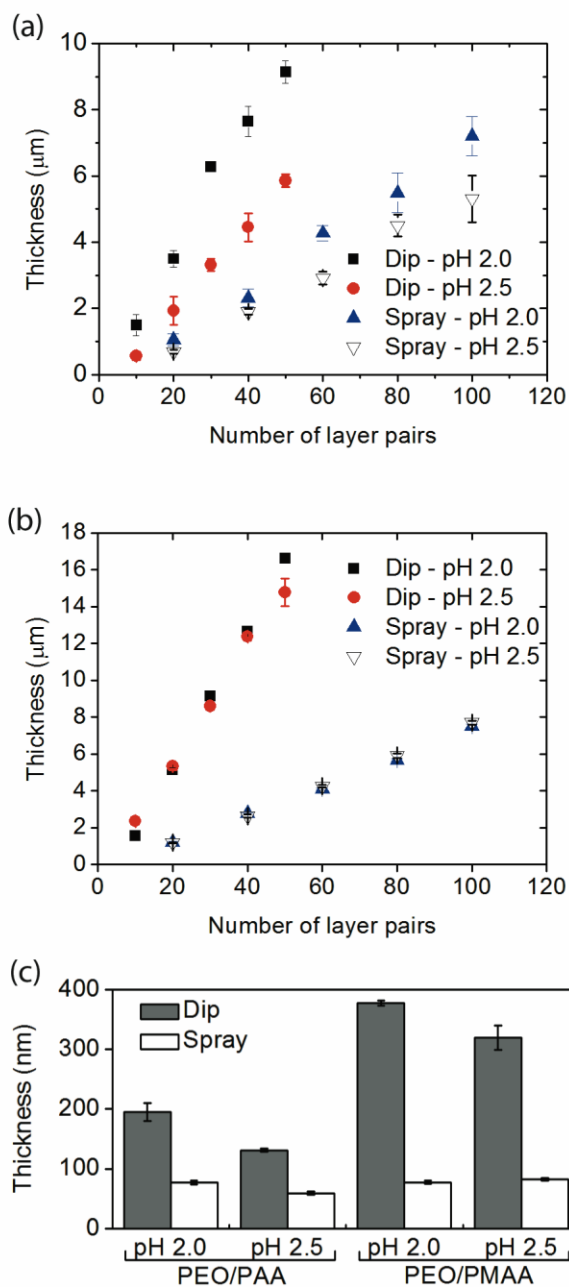 (a)
10
8
6
4
2
0
Thickness (μm)
Dip - pH 2.0
Dip - pH 2.5
Spray - pH 2.0
Spray - pH 2.5
0 20 40 60 80 100 120
Number of layer pairs
(b)
18
16
14
12
10
8
6
4
2
0
Thickness (μm)
Dip - pH 2.0
Dip - pH 2.5
Spray - pH 2.0
Spray - pH 2.5
0 20 40 60 80 100 120
Number of layer pairs
(c)
400
300
200
100
0
Thickness (nm)
Dip
Spray
pH 2.0 pH 2.5 pH 2.0 pH 2.5
PEO/PAA PEO/PMAA